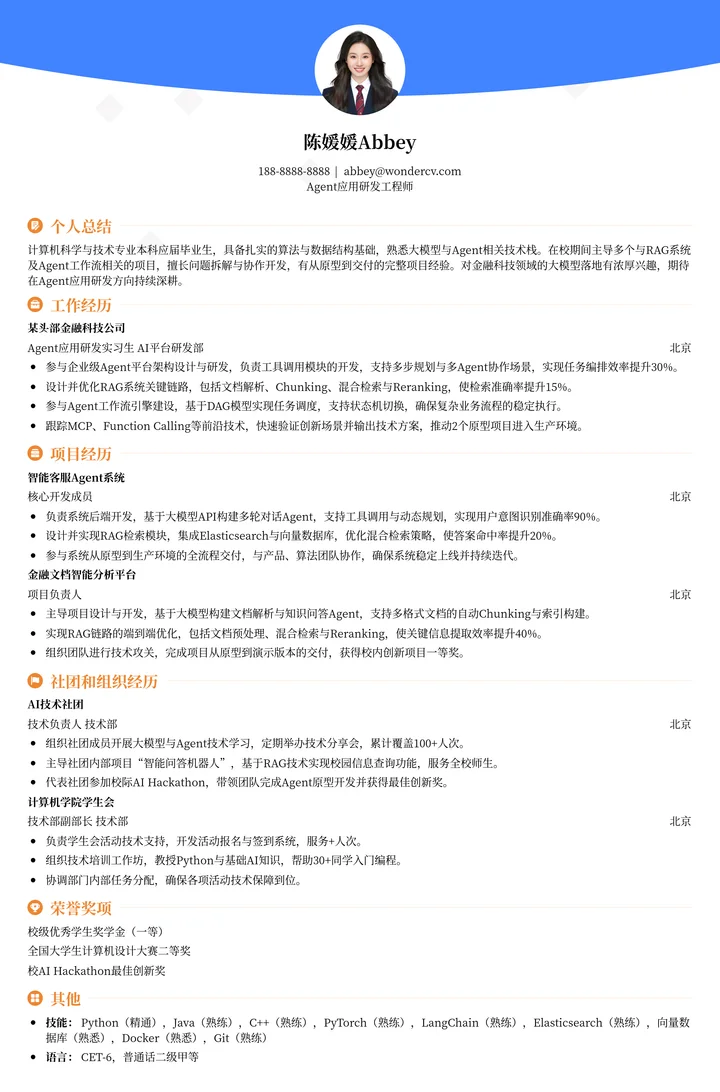 陈媛媛Abbey
188-8888-8888 | abbey@wondercv.com
Agent应用研发工程师
个人总结
计算机科学与技术专业本科应届毕业生，具备扎实的算法与数据结构基础，熟悉大模型与Agent相关技术栈。在校期间主导多个与RAG系统
及Agent工作流相关的项目，擅长问题拆解与协作开发，有从原型到交付的完整项目经验。对金融科技领域的大模型落地有浓厚兴趣，期待
在Agent应用研发方向持续深耕。
工作经历
某头部金融科技公司
Agent应用研发实习生 AI平台研发部 北京
• 参与企业级Agent平台架构设计与研发，负责工具调用模块的开发，支持多步规划与多Agent协作场景，实现任务编排效率提升30%。
• 设计并优化RAG系统关键链路，包括文档解析、Chunking、混合检索与Reranking，使检索准确率提升15%。
• 参与Agent工作流引擎建设，基于DAG模型实现任务调度，支持状态机切换，确保复杂业务流程的稳定执行。
• 跟踪MCP、Function Calling等前沿技术，快速验证创新场景并输出技术方案，推动2个原型项目进入生产环境。
项目经历
智能客服Agent系统
核心开发成员 北京
• 负责系统后端开发，基于大模型API构建多轮对话Agent，支持工具调用与动态规划，实现用户意图识别准确率90%。
• 设计并实现RAG检索模块，集成Elasticsearch与向量数据库，优化混合检索策略，使答案命中率提升20%。
• 参与系统从原型到生产环境的全流程交付，与产品、算法团队协作，确保系统稳定上线并持续迭代。
金融文档智能分析平台
项目负责人 北京
• 主导项目设计与开发，基于大模型构建文档解析与知识问答Agent，支持多格式文档的自动Chunking与索引构建。
• 实现RAG链路的端到端优化，包括文档预处理、混合检索与Reranking，使关键信息提取效率提升40%。
• 组织团队进行技术攻关，完成项目从原型到演示版本的交付，获得校内创新项目一等奖。
社团和组织经历
AI技术社团
技术负责人 技术部 北京
• 组织社团成员开展大模型与Agent技术学习，定期举办技术分享会，累计覆盖100+人次。
• 主导社团内部项目“智能问答机器人”，基于RAG技术实现校园信息查询功能，服务全校师生。
• 代表社团参加校际AI Hackathon，带领团队完成Agent原型开发并获得最佳创新奖。
计算机学院学生会
技术部副部长 技术部 北京
• 负责学生会活动技术支持，开发活动报名与签到系统，服务+人次。
• 组织技术培训工作坊，教授Python与基础AI知识，帮助30+同学入门编程。
• 协调部门内部任务分配，确保各项活动技术保障到位。
荣誉奖项
校级优秀学生奖学金（一等）
全国大学生计算机设计大赛二等奖
校AI Hackathon最佳创新奖
其他
• 技能： Python（精通）, Java（熟练）, C++（熟练）, PyTorch（熟练）, LangChain（熟练）, Elasticsearch（熟练）, 向量数
据库（熟悉）, Docker（熟悉）, Git（熟练）
• 语言： CET-6，普通话二级甲等